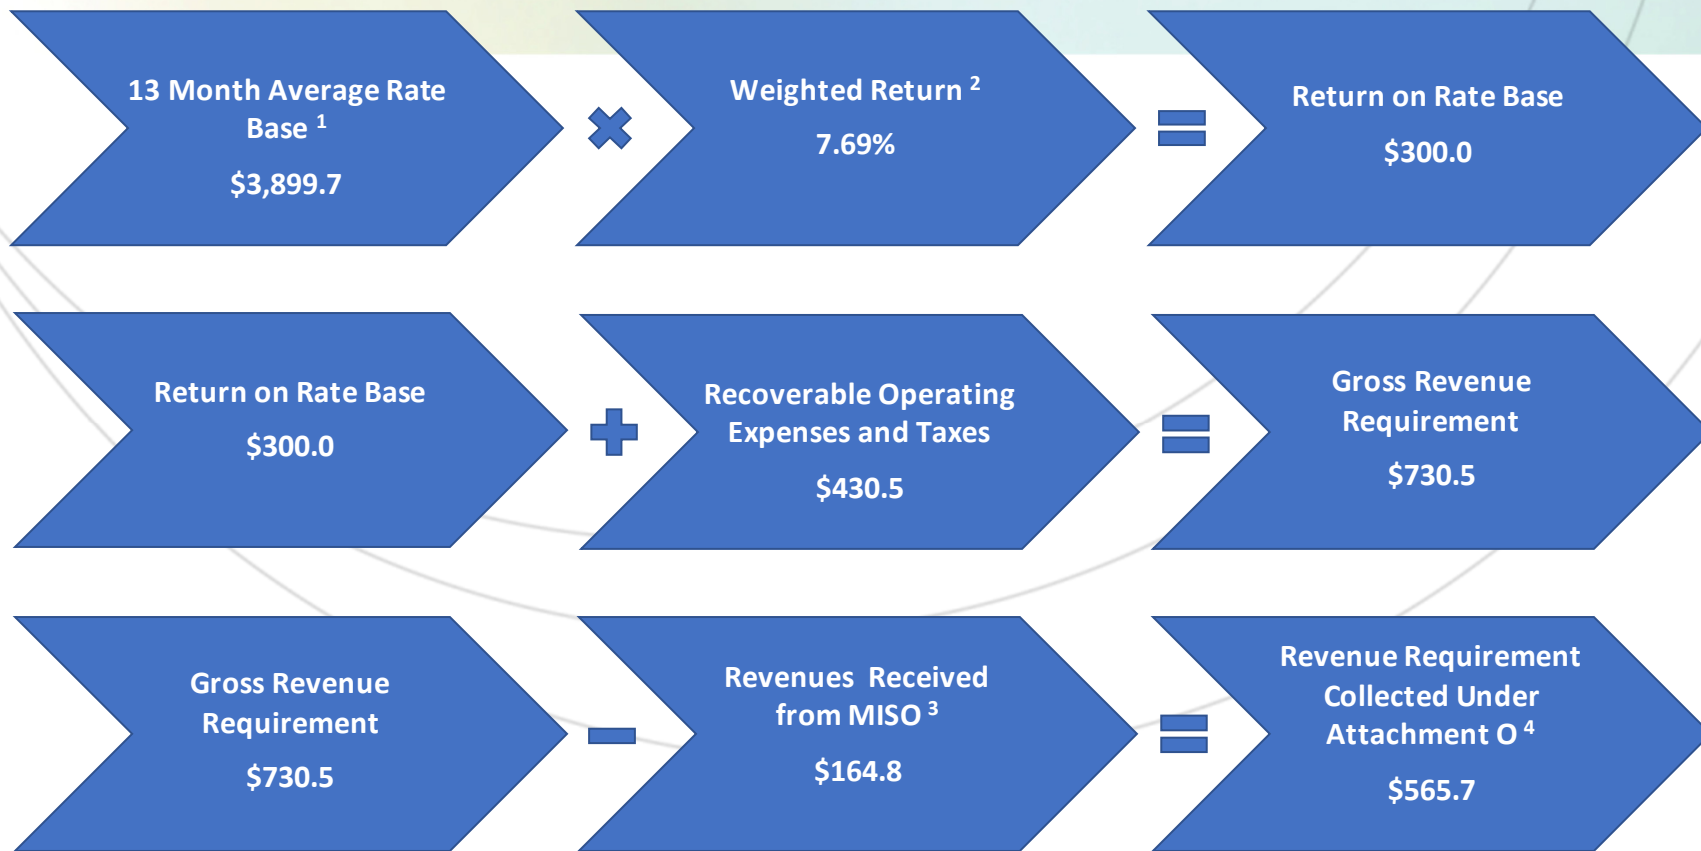 13 Month Average Rate
Base ¹
$3,899.7
Weighted Return ²
7.69%
Return on Rate Base
$300.0
Return on Rate Base
$300.0
Recoverable Operating
Expenses and Taxes
$430.5
Gross Revenue
Requirement
$730.5
Gross Revenue
Requirement
$730.5
Revenues Received
from MISO ³
$164.8
Revenue Requirement
Collected Under
Attachment O ⁴
$565.7